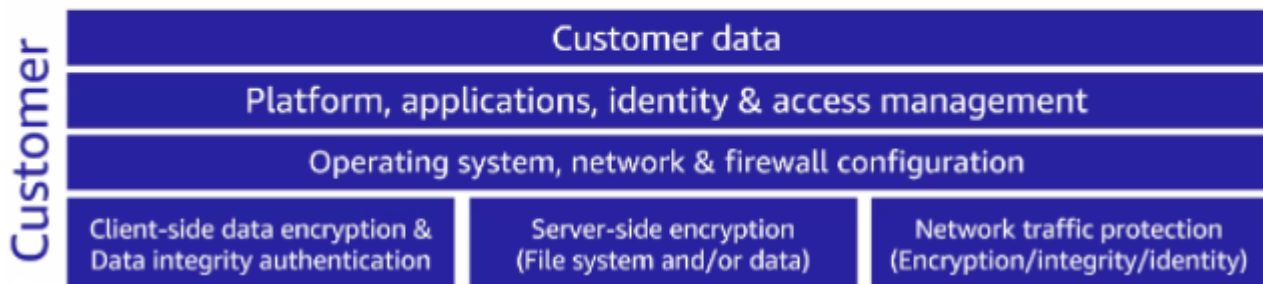 Customer
Customer data
Platform, applications, identity & access management
Operating system, network & firewall configuration
Client-side data encryption &
Data integrity authentication
Server-side encryption
(File system and/or data)
Network traffic protection
(Encryption/integrity/identity)